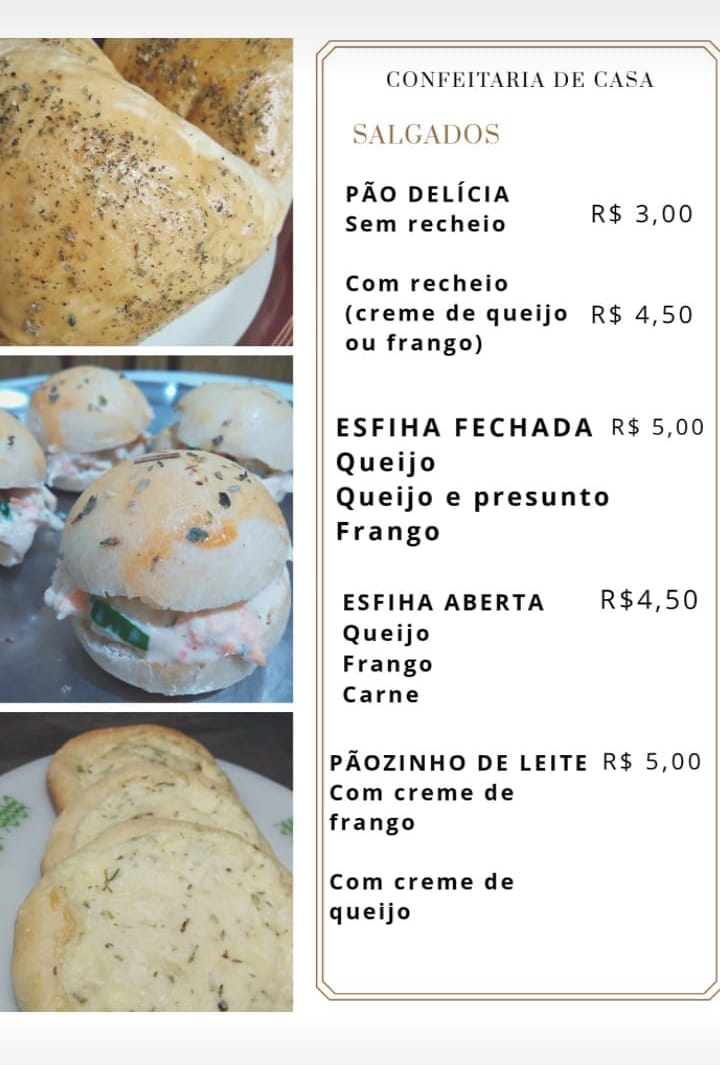 CONFEITARIA DE CASA
SALGADOS
PÃO DELÍCIA
Sem recheio
R$ 3,00
Com recheio
(creme de queijo
ou frango)
R$ 4,50
ESFIHA FECHADA R$ 5,00
Queijo
Queijo e presunto
Frango
ESFIHA ABERTA R$4,50
Queijo
Frango
Carne
PÃOZINHO DE LEITE R$ 5,00
Com creme de
frango
Com creme de
queijo